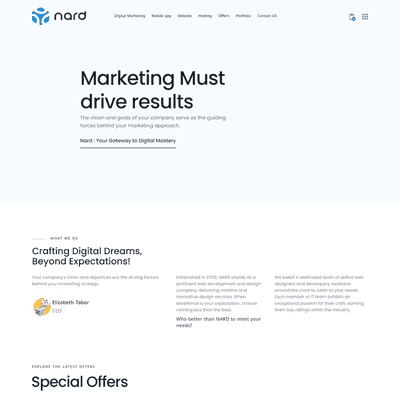 nard
Digital Marketing Mobile app Website Hosting Offers Portfolio Contact US
Marketing Must
drive results
The vision and goals of your company serve as the guiding
forces behind your marketing approach.
Nard : Your Gateway to Digital Mastery
WHAT WE DO
Crafting Digital Dreams,
Beyond Expectations!
Your company's vision and objectives are the driving factors
behind your marketing strategy.
Elizabeth Tabor
CEO
Established in 2009, NARD stands as a
proficient web development and design
company, delivering creative and
innovative design services. When
excellence is your expectation, choose
nothing less than the best.
Who better than NARD to meet your
needs?
We boast a dedicated team of skilled web
designers and developers, available
around the clock to cater to your needs.
Each member of IT team exhibits an
exceptional passion for their craft, earning
them top ratings within the industry.
EXPLORE THE LATEST OFFERS
Special Offers